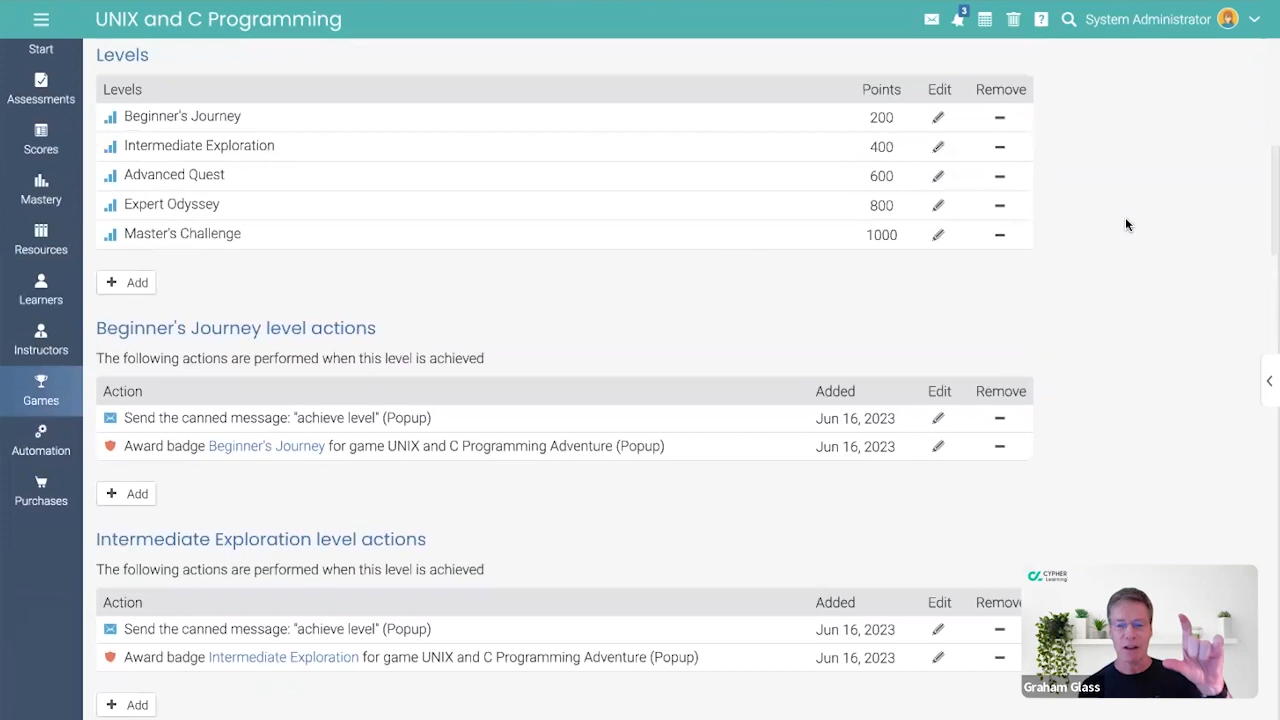 UNIX and C Programming
3
System Administrator
Start
Assessments
Scores
Mastery
Resources
Learners
Instructors
Games
Automation
Purchases
Levels
Levels Points Edit Remove
Beginner's Journey 200
Intermediate Exploration 400
Advanced Quest 600
Expert Odyssey 800
Master's Challenge 1000
+ Add
Beginner's Journey level actions
The following actions are performed when this level is achieved
Action Added Edit Remove
Send the canned message: "achieve level" (Popup) Jun 16, 2023
Award badge Beginner's Journey for game UNIX and C Programming Adventure (Popup) Jun 16, 2023
+ Add
Intermediate Exploration level actions
The following actions are performed when this level is achieved
Action Added Edit Remov
Send the canned message: "achieve level" (Popup) Jun 16, 2023
Award badge Intermediate Exploration for game UNIX and C Programming Adventure (Popup) Jun 16, 2023
+ Add
CYPHER
Learning
Graham Glass